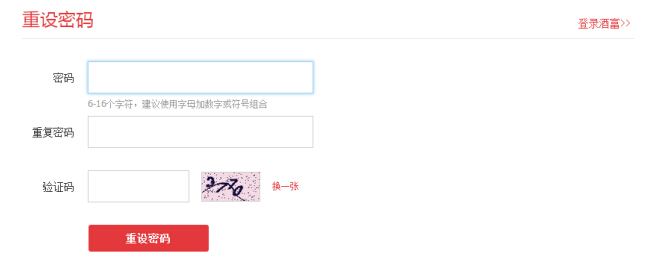 重设密码
登录酒富>>
密码
6-16个字符，建议使用字母加数字或符号组合
重复密码
验证码
换一张
重设密码